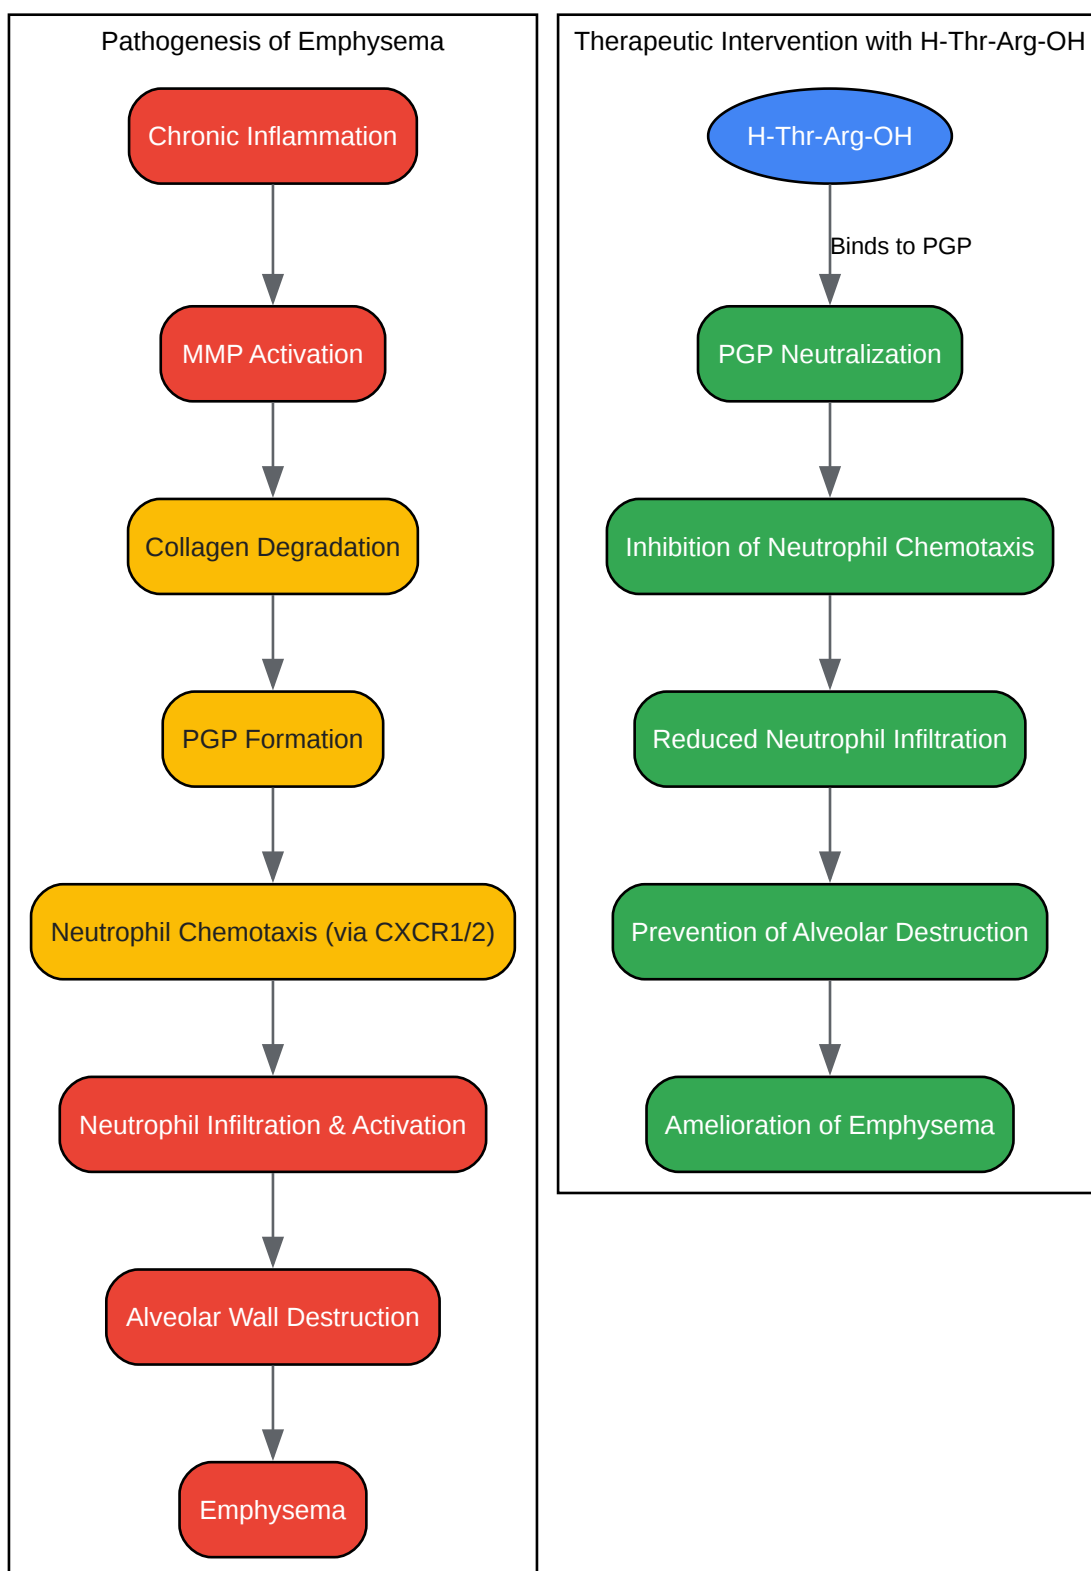 Pathogenesis of Emphysema
Chronic Inflammation
MMP Activation
Collagen Degradation
PGP Formation
Neutrophil Chemotaxis (via CXCR1/2)
Neutrophil Infiltration & Activation
Alveolar Wall Destruction
Emphysema
Therapeutic Intervention with H-Thr-Arg-OH
H-Thr-Arg-OH
Binds to PGP
PGP Neutralization
Inhibition of Neutrophil Chemotaxis
Reduced Neutrophil Infiltration
Prevention of Alveolar Destruction
Amelioration of Emphysema